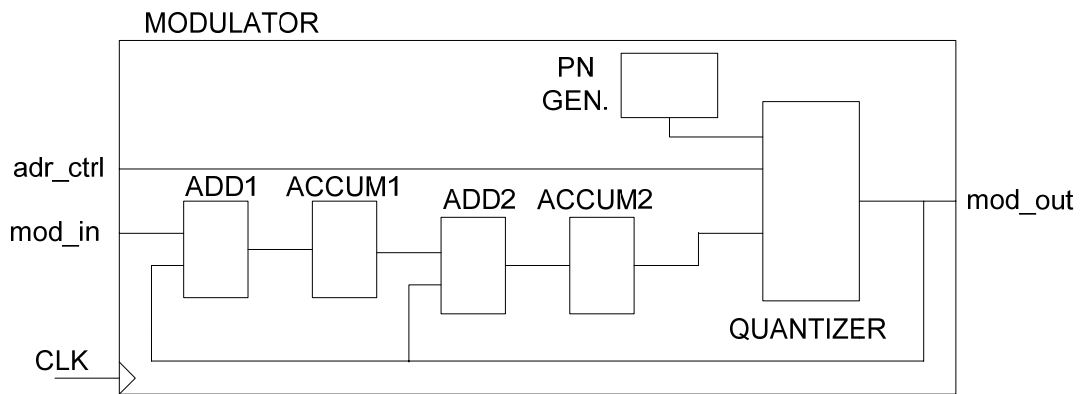 MODULATOR
PN
GEN.
adr_ctrl
ADD1
ACCUM1
ADD2
ACCUM2
mod_out
mod_in
QUANTIZER
CLK